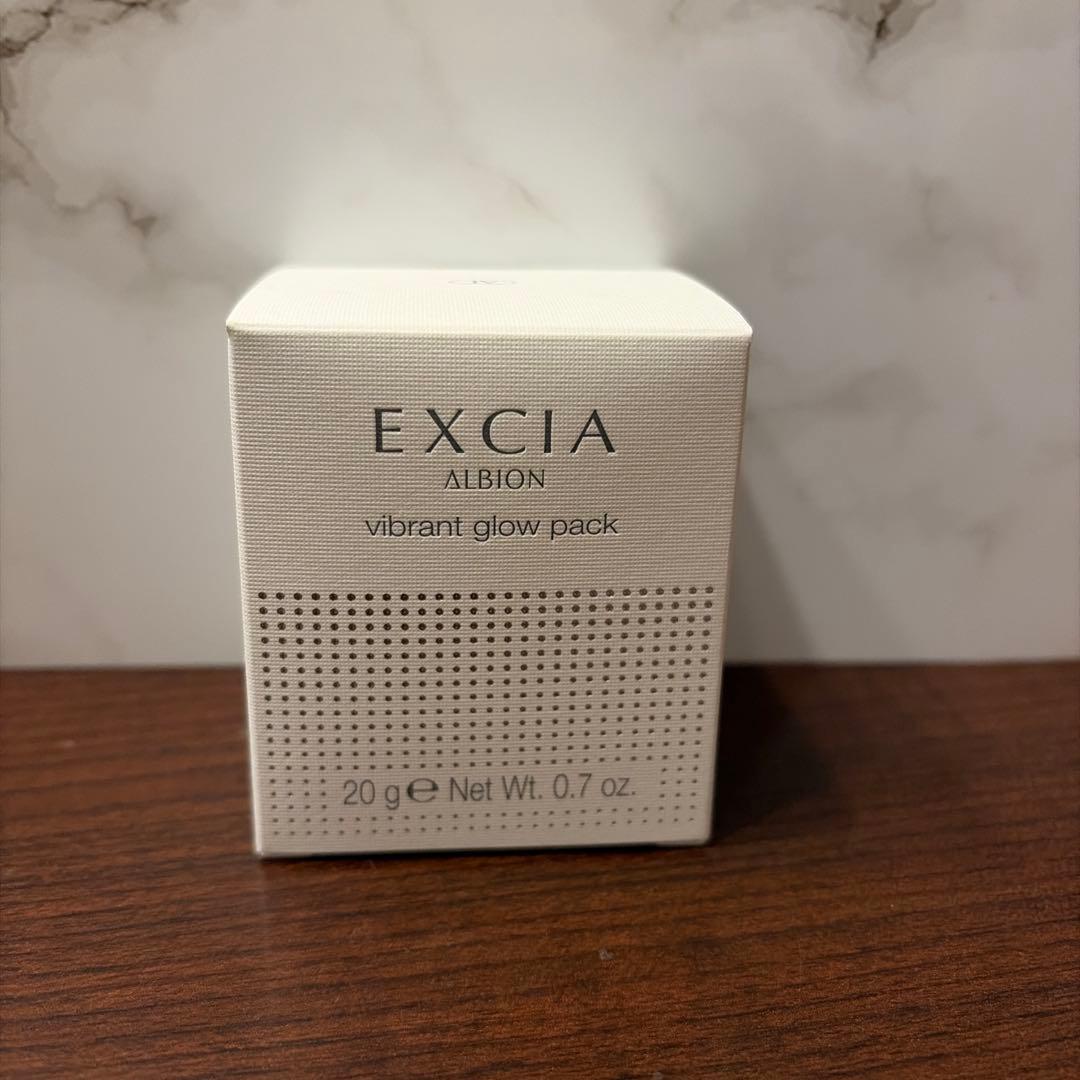 EXCIA
ALBION
vibrant glow pack
20 g ℮ Net Wt. 0.7 oz.